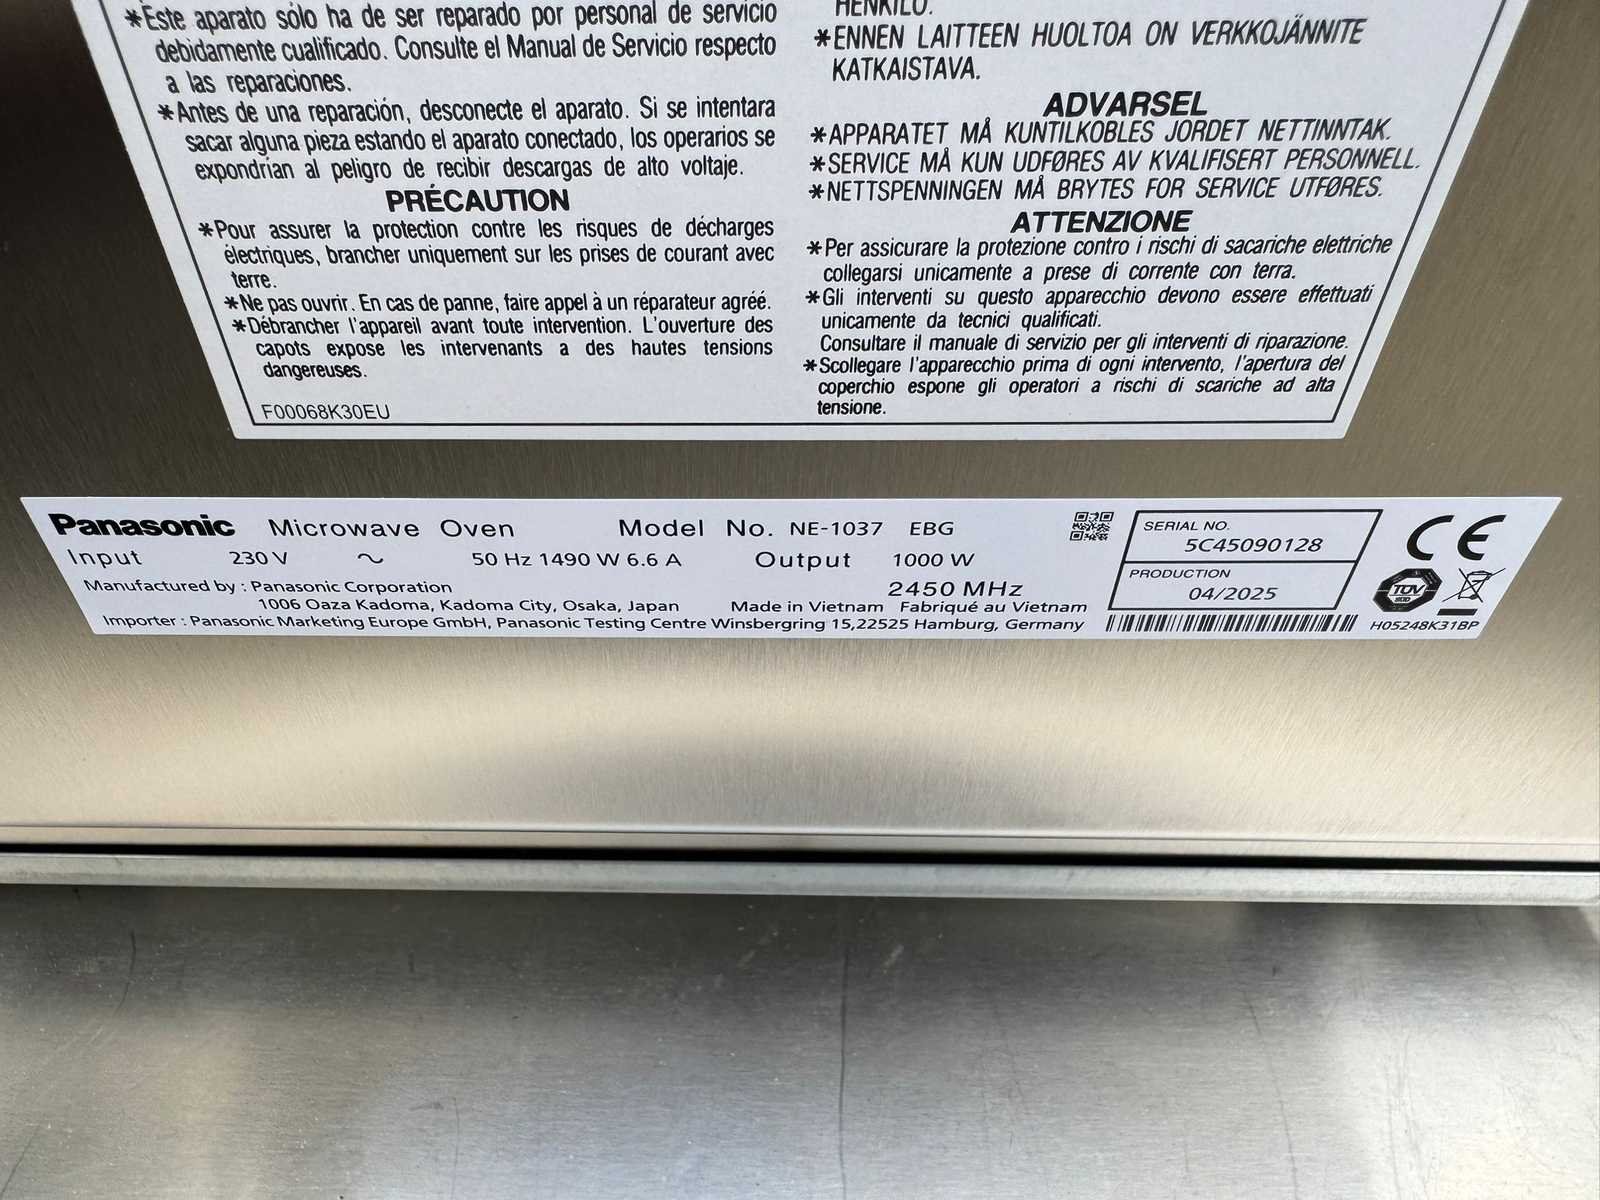 *Este aparato sólo ha de ser reparado por personal de servicio
debidamente cualificado. Consulte el Manual de Servicio respecto
a las reparaciones.
*Antes de una reparación, desconecte el aparato. Si se intentara
sacar alguna pieza estando el aparato conectado, los operarios se
expondrían al peligro de recibir descargas de alto voltaje.
PRÉCAUTION
*Pour assurer la protection contre les risques de décharges
électriques, brancher uniquement sur les prises de courant avec
terre.
*Ne pas ouvrir. En cas de panne, faire appel à un réparateur agréé.
*Débrancher l'appareil avant toute intervention. L'ouverture des
capots expose les intervenants a des hautes tensions
dangereuses.
F00068K30EU
HENKILÖ.
*ENNEN LAITTEEN HUOLTOA ON VERKKOJÄNNITE
KATKAISTAVA.
ADVARSEL
*APPARATET MÅ KUNTILKOBLES JORDET NETTINNTAK.
*SERVICE MÅ KUN UDFØRES AV KVALIFISERT PERSONNELL.
*NETTSPENNINGEN MÅ BRYTES FOR SERVICE UTFØRES.
ATTENZIONE
*Per assicurare la protezione contro i rischi di sacariche elettriche
collegarsi unicamente a prese di corrente con terra.
*Gli interventi su questo apparecchio devono essere effettuati
unicamente da tecnici qualificati.
Consultare il manuale di servizio per gli interventi di riparazione.
*Scollegare l'apparecchio prima di ogni intervento, l'apertura del
coperchio espone gli operatori a rischi di scariche ad alta
tensione.
Panasonic Microwave Oven Model No. NE-1037 EBG
Input 230 V ~ 50 Hz 1490 W 6.6 A Output 1000 W
2450 MHz
Manufactured by : Panasonic Corporation
1006 Oaza Kadoma, Kadoma City, Osaka, Japan Made in Vietnam Fabriqué au Vietnam
Importer : Panasonic Marketing Europe GmbH, Panasonic Testing Centre Winsbergring 15,22525 Hamburg, Germany
SERIAL NO.
5C45090128
PRODUCTION
04/2025
CE
TÜV
SÜD
H05248K31BP